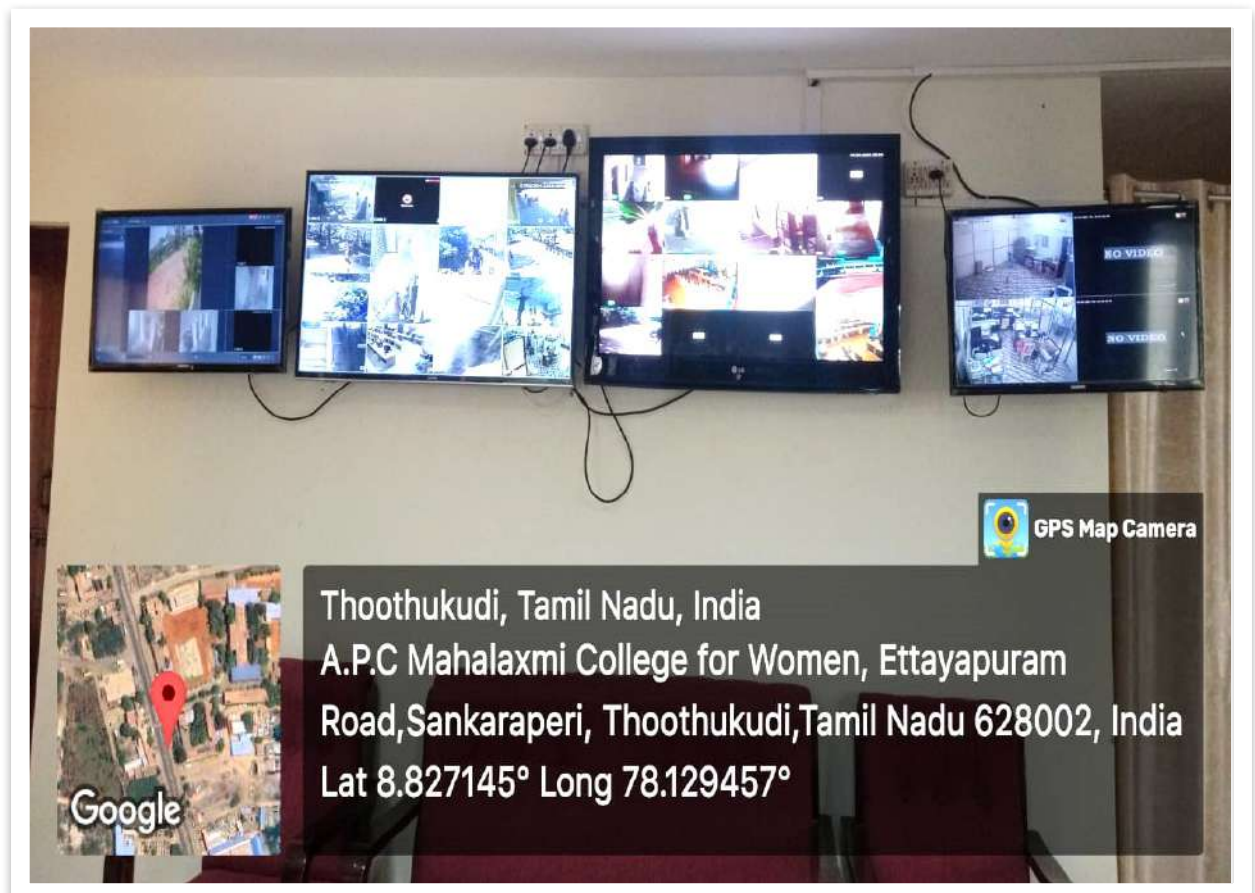 NO VIDEO
NO VIDEO
LG
GPS Map Camera
Thoothukudi, Tamil Nadu, India
A.P.C Mahalaxmi College for Women, Ettayapuram
Road,Sankaraperi, Thoothukudi,Tamil Nadu 628002, India
Lat 8.827145° Long 78.129457°
Google